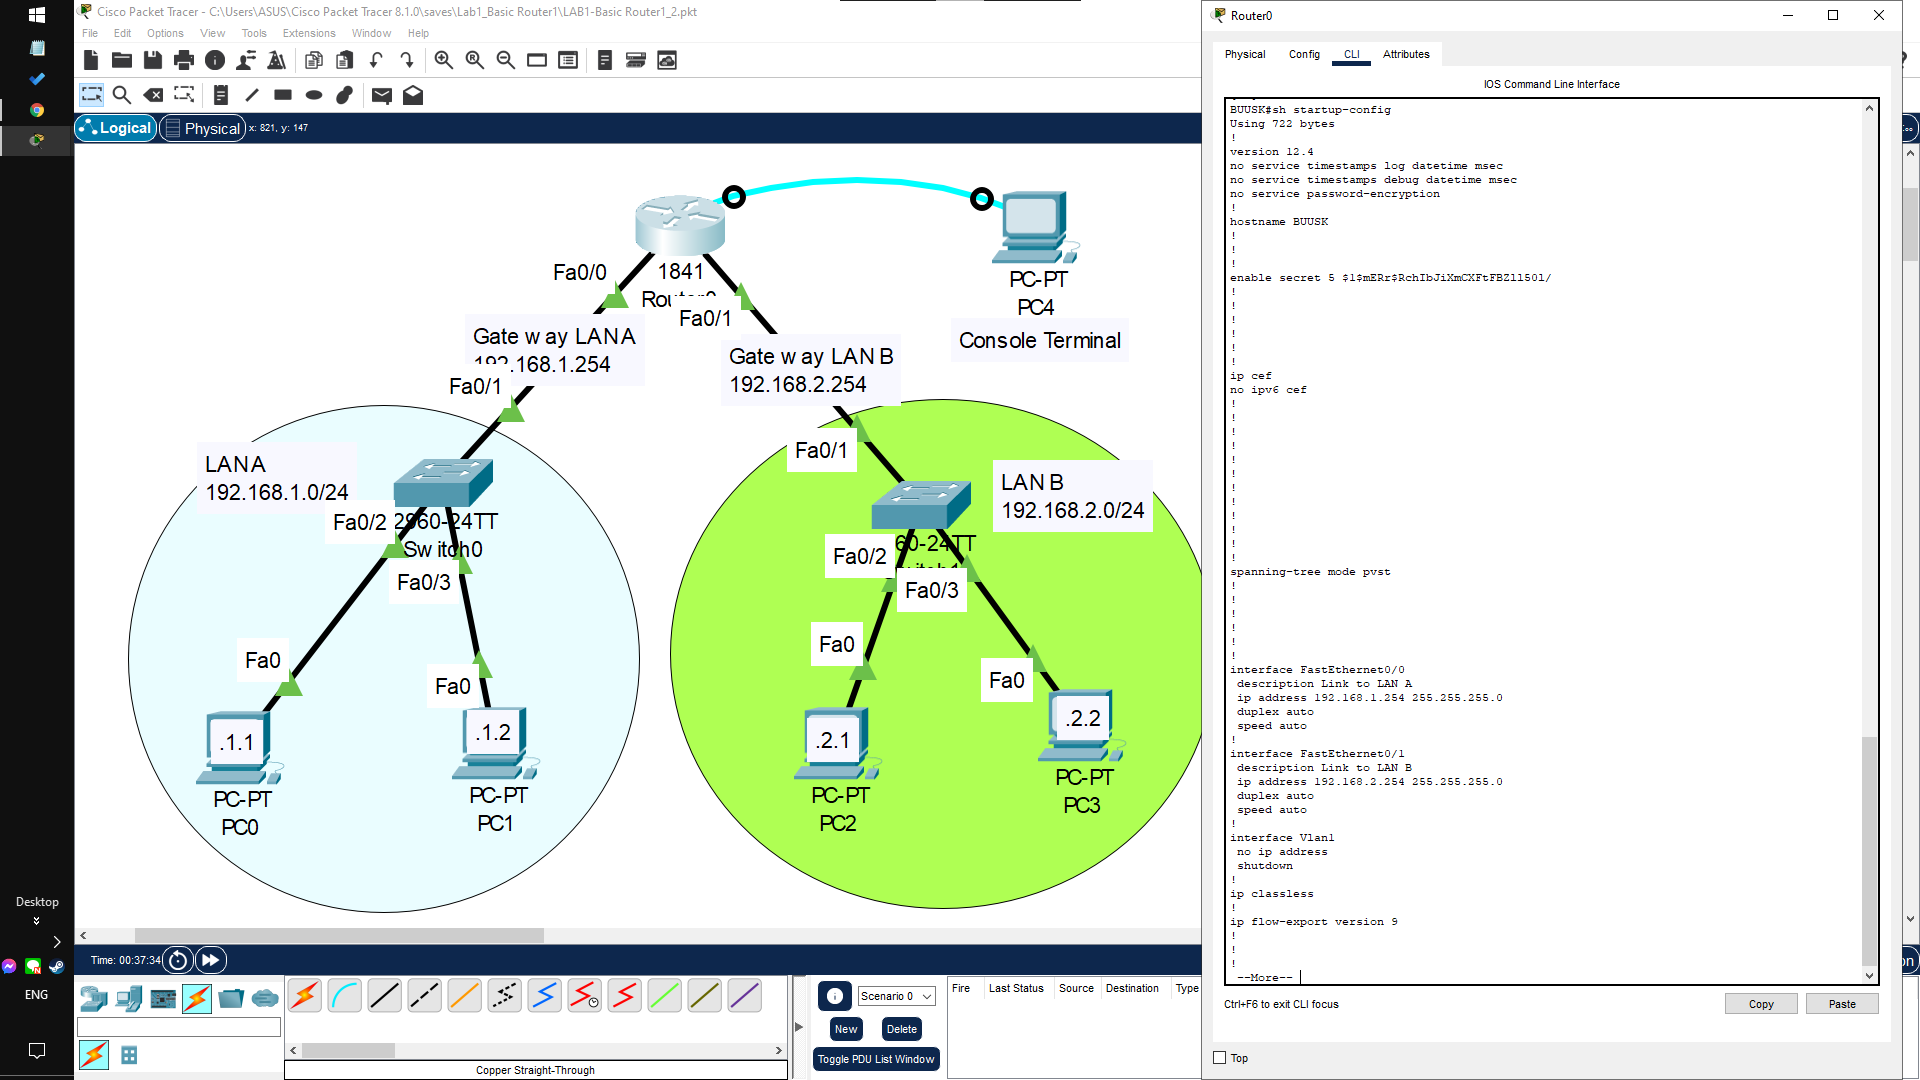 Cisco Packet Tracer - C:\Users\ASUS\Cisco Packet Tracer 8.1.0\saves\Lab1_Basic Router1\LAB1-Basic Router1_2.pkt
File Edit Options View Tools Extensions Window Help
Logical Physical x: 821, y: 147
Fa0/0
1841
Router0
Fa0/1
PC-PT
PC4
Console Terminal
Gate w ay LAN A
192.168.1.254
Gate w ay LAN B
192.168.2.254
Fa0/1
Fa0/1
LAN A
192.168.1.0/24
LAN B
192.168.2.0/24
Fa0/2
2960-24TT
Sw itch0
Fa0/3
Fa0/2
60-24TT
Fa0/3
Fa0
Fa0
Fa0
Fa0
.1.1
PC-PT
PC0
.1.2
PC-PT
PC1
.2.1
PC-PT
PC2
.2.2
PC-PT
PC3
Desktop
ENG
Time: 00:37:34
Copper Straight-Through
Scenario 0
New Delete
Toggle PDU List Window
Fire Last Status Source Destination Type
Router0
Physical Config CLI Attributes
IOS Command Line Interface
BUUSK#sh startup-config
Using 722 bytes
!
version 12.4
no service timestamps log datetime msec
no service timestamps debug datetime msec
no service password-encryption
!
hostname BUUSK
!
!
!
enable secret 5 $1$mERr$RchIbJiXmCXFtFBZll50l/
!
!
!
!
!
!
ip cef
no ipv6 cef
!
!
!
!
!
!
!
!
!
!
!
!
spanning-tree mode pvst
!
!
!
!
!
!
interface FastEthernet0/0
description Link to LAN A
ip address 192.168.1.254 255.255.255.0
duplex auto
speed auto
!
interface FastEthernet0/1
description Link to LAN B
ip address 192.168.2.254 255.255.255.0
duplex auto
speed auto
!
interface Vlan1
no ip address
shutdown
!
ip classless
!
ip flow-export version 9
!
!
!
--More--
Ctrl+F6 to exit CLI focus
Copy Paste
Top